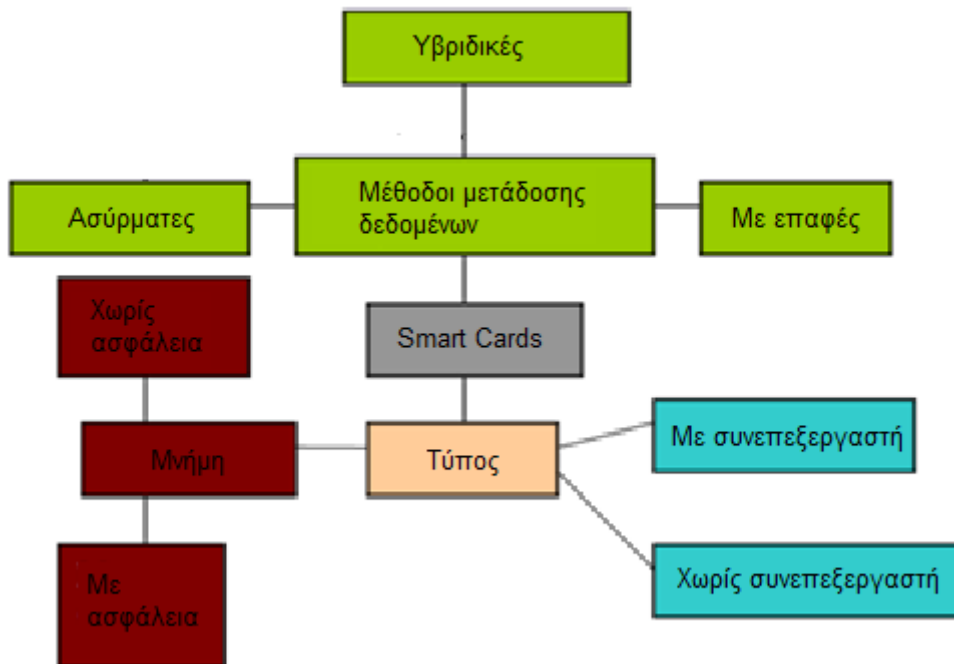 Υβριδικές
Μέθοδοι μετάδοσης
δεδομένων
Ασύρματες
Με επαφές
Χωρίς
ασφάλεια
Smart Cards
Μνήμη
Τύπος
Με συνεπεξεργαστή
Με
ασφάλεια
Χωρίς συνεπεξεργαστή